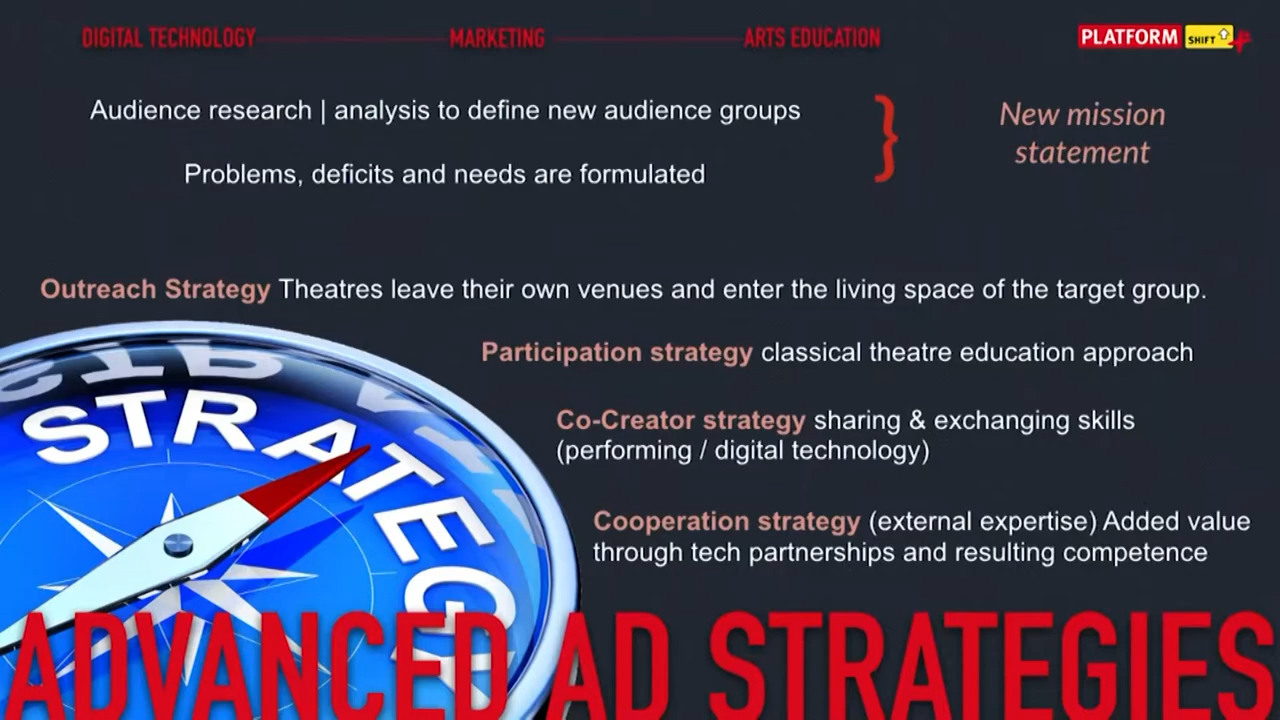 DIGITAL TECHNOLOGY MARKETING ARTS EDUCATION PLATFORM SHIFT+
Audience research | analysis to define new audience groups
Problems, deficits and needs are formulated
}
New mission
statement
Outreach Strategy Theatres leave their own venues and enter the living space of the target group.
Participation strategy classical theatre education approach
Co-Creator strategy sharing & exchanging skills
(performing / digital technology)
Cooperation strategy (external expertise) Added value
through tech partnerships and resulting competence
STRATEGY
ADVANCED AD STRATEGIES